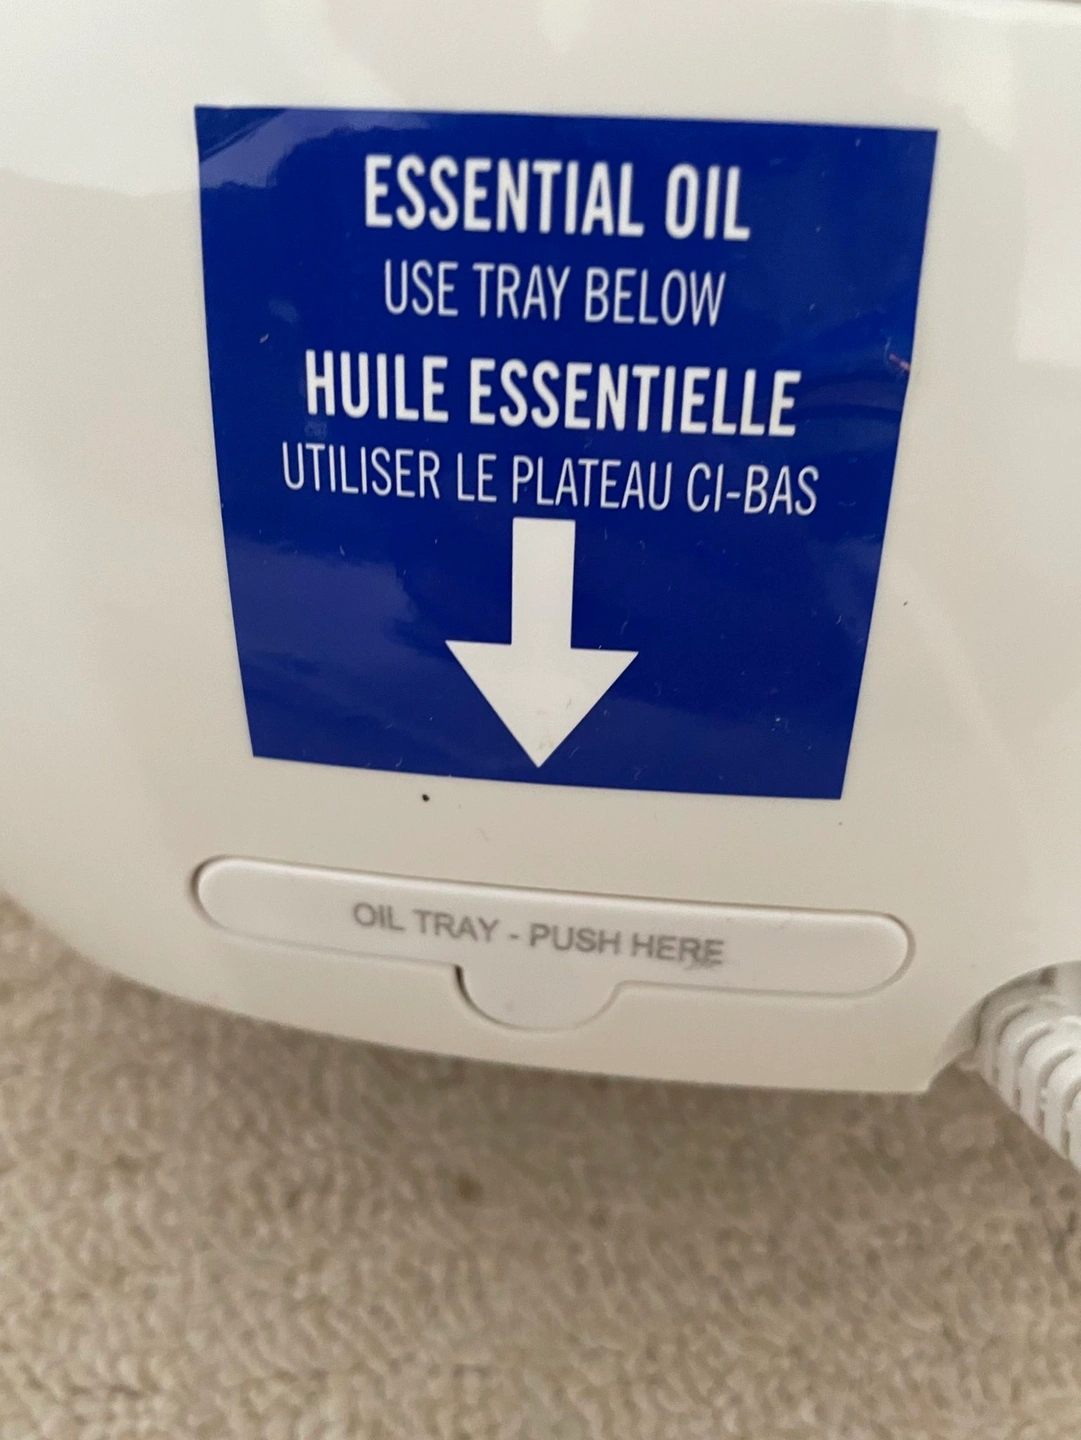 ESSENTIAL OIL
USE TRAY BELOW
HUILE ESSENTIELLE
UTILISER LE PLATEAU CI-BAS
OIL TRAY - PUSH HERE